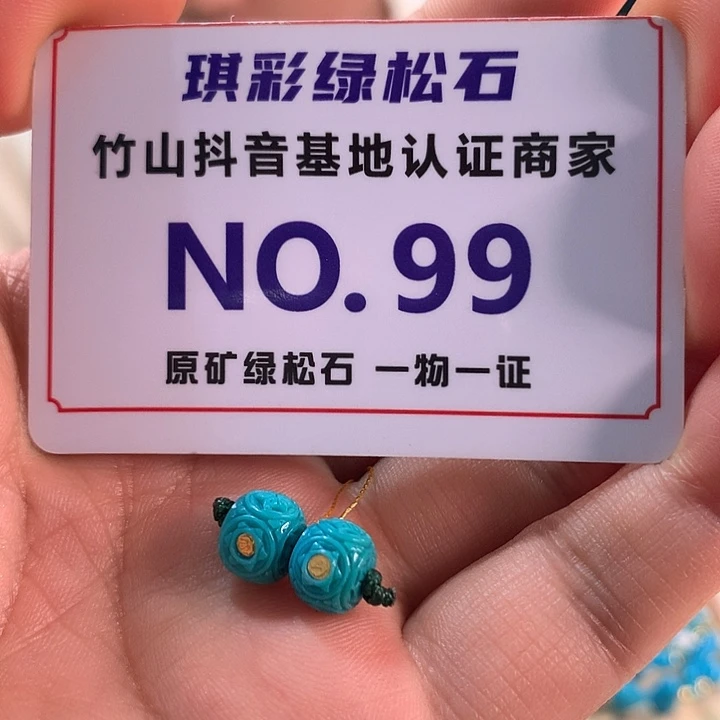 琪彩绿松石
竹山抖音基地认证商家
NO.99
原矿绿松石 一物一证